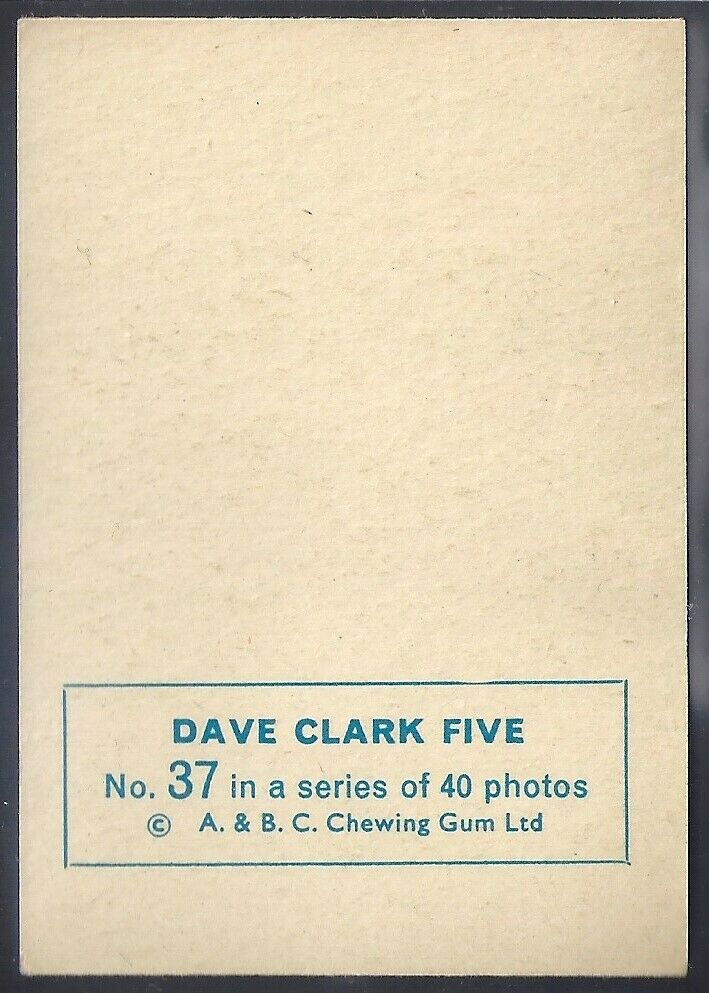 DAVE CLARK FIVE
No. 37 in a series of 40 photos
© A. & B. C. Chewing Gum Ltd